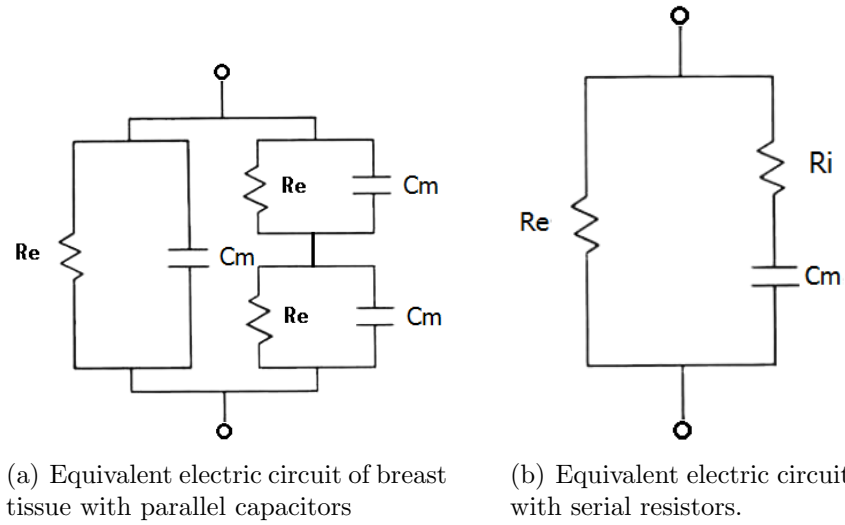 Re
Cm
Re
Cm
Re
Cm
Re
Ri
Cm
(a) Equivalent electric circuit of breast
tissue with parallel capacitors
(b) Equivalent electric circuit
with serial resistors.